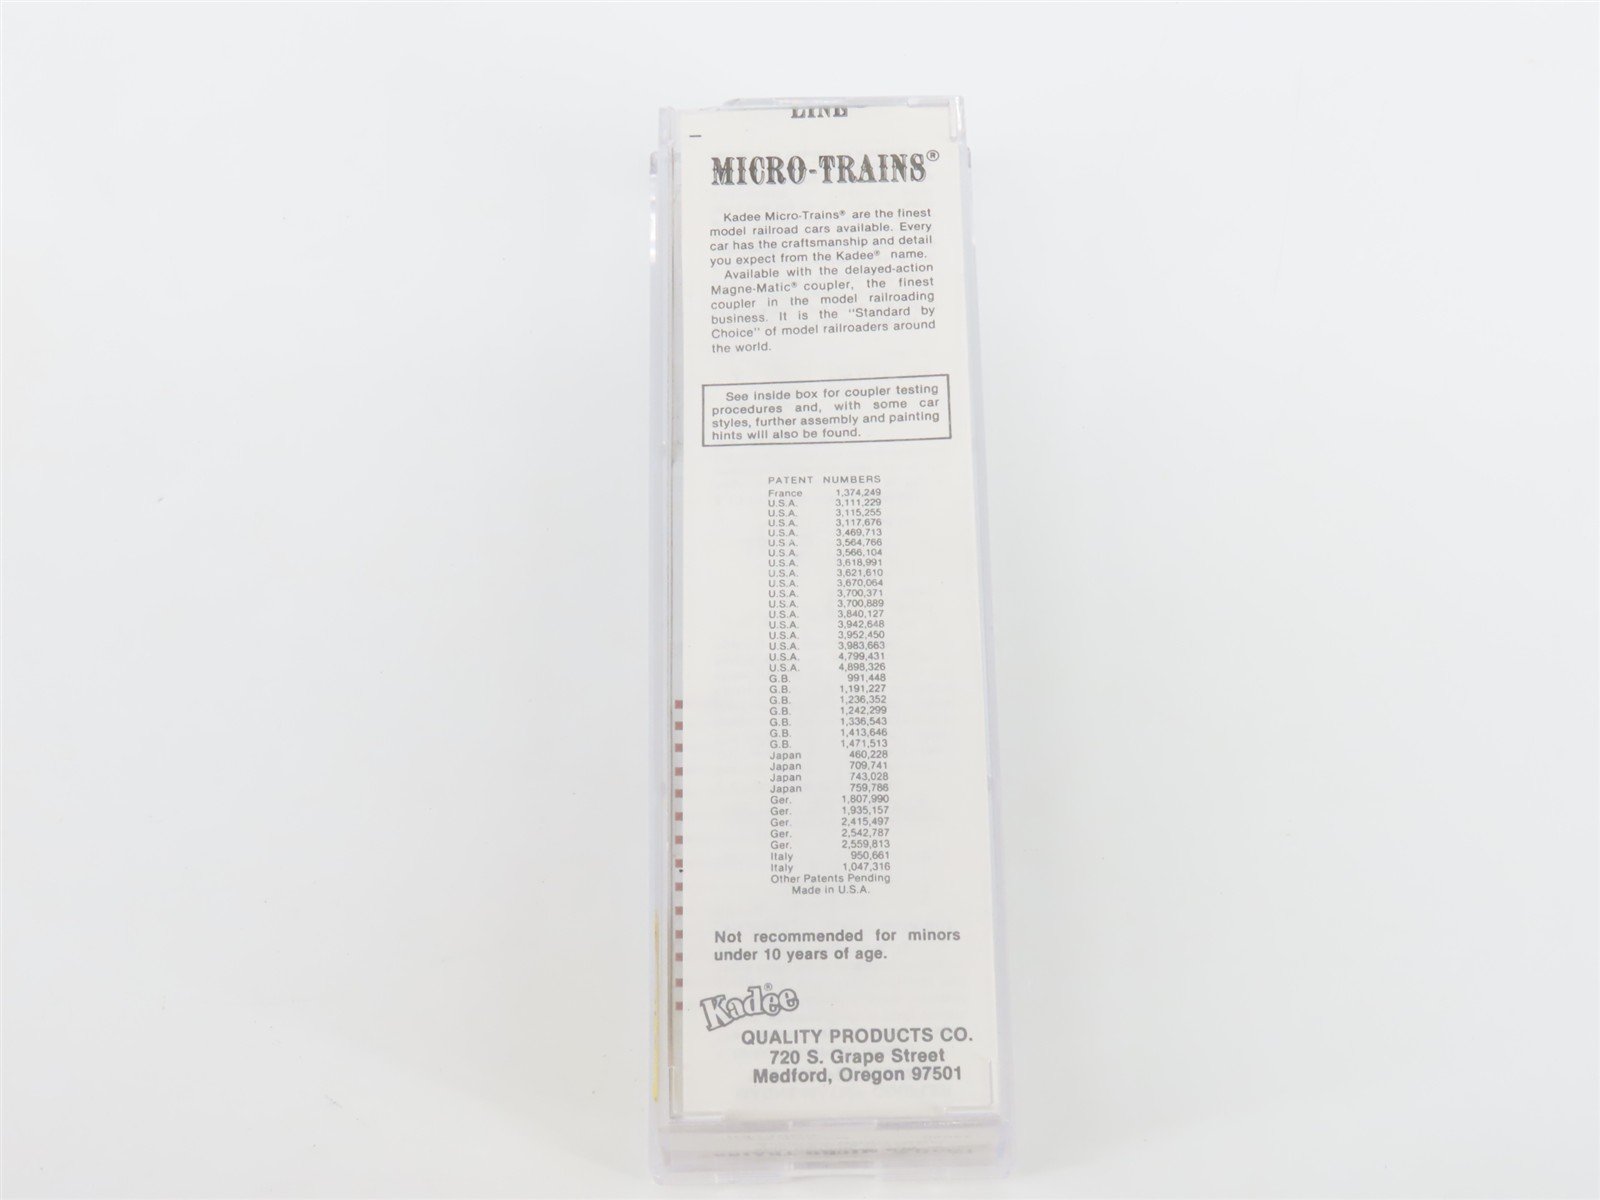 LINE
MICRO-TRAINS®
Kadee Micro-Trains® are the finest
model railroad cars available. Every
car has the craftsmanship and detail
you expect from the Kadee® name.
Available with the delayed-action
Magne-Matic® coupler, the finest
coupler in the model railroading
business. It is the "Standard by
Choice" of model railroaders around
the world.
See inside box for coupler testing
procedures and, with some car
styles, further assembly and painting
hints will also be found.
PATENT NUMBERS
France 1,374,249
U.S.A. 3,111,229
U.S.A. 3,115,255
U.S.A. 3,117,676
U.S.A. 3,469,713
U.S.A. 3,564,766
U.S.A. 3,566,104
U.S.A. 3,618,991
U.S.A. 3,621,610
U.S.A. 3,670,064
U.S.A. 3,700,371
U.S.A. 3,700,889
U.S.A. 3,840,127
U.S.A. 3,942,648
U.S.A. 3,952,450
U.S.A. 3,983,663
U.S.A. 4,799,431
U.S.A. 4,898,326
G.B. 991,448
G.B. 1,191,227
G.B. 1,236,352
G.B. 1,242,299
G.B. 1,336,543
G.B. 1,413,646
G.B. 1,471,513
Japan 460,228
Japan 709,741
Japan 743,028
Japan 759,786
Ger. 1,807,990
Ger. 1,935,157
Ger. 2,415,497
Ger. 2,542,787
Ger. 2,559,813
Italy 950,661
Italy 1,047,316
Other Patents Pending
Made in U.S.A.
Not recommended for minors
under 10 years of age.
Kadee®
QUALITY PRODUCTS CO.
720 S. Grape Street
Medford, Oregon 97501